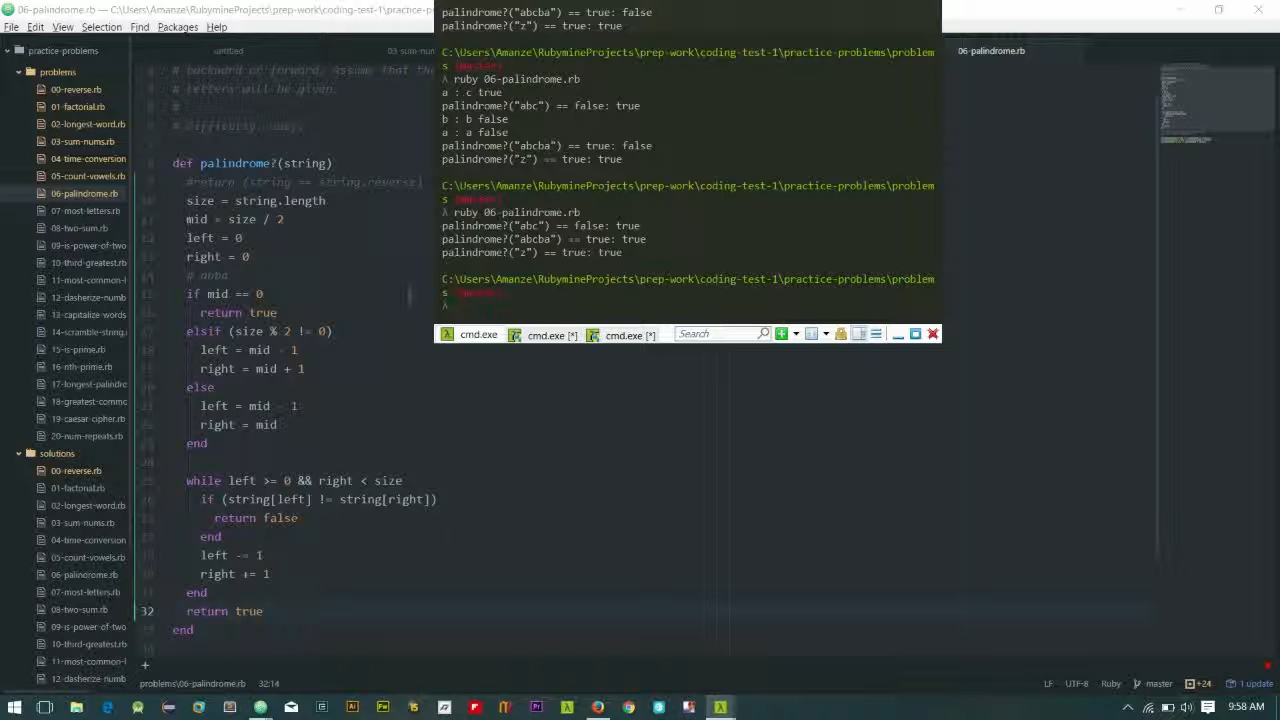 06-palindrome.rb — C:\Users\Amanze\RubymineProjects\prep-work\coding-test-1\practice-pr
File Edit View Selection Find Packages Help
untitled
03 sum-num
06-palindrome.rb
practice-problems
problems
00-reverse.rb
01-factorial.rb
02-longest-word.rb
03-sum-nums.rb
04-time-conversion
05-count-vowels.rb
06-palindrome.rb
07-most-letters.rb
08-two-sum.rb
09-is-power-of-two
10-third-greatest.rb
11-most-common-l
12-dasherize-numb
13-capitalize-words
14-scramble-string.
15-is-prime.rb
16-nth-prime.rb
17-longest-palindro
18-greatest-commo
19-caesar-cipher.rb
20-num-repeats.rb
solutions
00-reverse.rb
01-factorial.rb
02-longest-word.rb
03-sum-nums.rb
04-time-conversion
05-count-vowels.rb
06-palindrome.rb
07-most-letters.rb
08-two-sum.rb
09-is-power-of-two
10-third-greatest.rb
11-most-common-l
12-dasherize-numb
# backward or forward. Assume that the
# letters will be given.
#
# Difficulty: easy.
def palindrome?(string)
#return (string == string.reverse)
size = string.length
mid = size / 2
left = 0
right = 0
# abba
if mid == 0
return true
elsif (size % 2 != 0)
left = mid - 1
right = mid + 1
else
left = mid - 1
right = mid
end
while left >= 0 && right < size
if (string[left] != string[right])
return false
end
left -= 1
right += 1
end
32 return true
end
palindrome?("abcba") == true: false
palindrome?("z") == true: true
C:\Users\Amanze\RubymineProjects\prep-work\coding-test-1\practice-problems\problem
s (master)
λ ruby 06-palindrome.rb
a : c true
palindrome?("abc") == false: true
b : b false
a : a false
palindrome?("abcba") == true: false
palindrome?("z") == true: true
C:\Users\Amanze\RubymineProjects\prep-work\coding-test-1\practice-problems\problem
s (master)
λ ruby 06-palindrome.rb
palindrome?("abc") == false: true
palindrome?("abcba") == true: true
palindrome?("z") == true: true
C:\Users\Amanze\RubymineProjects\prep-work\coding-test-1\practice-problems\problem
s (master)
λ
cmd.exe cmd.exe [*] cmd.exe [*] Search
problems\06-palindrome.rb 32:14 LF UTF-8 Ruby master +24 1 update
9:58 AM